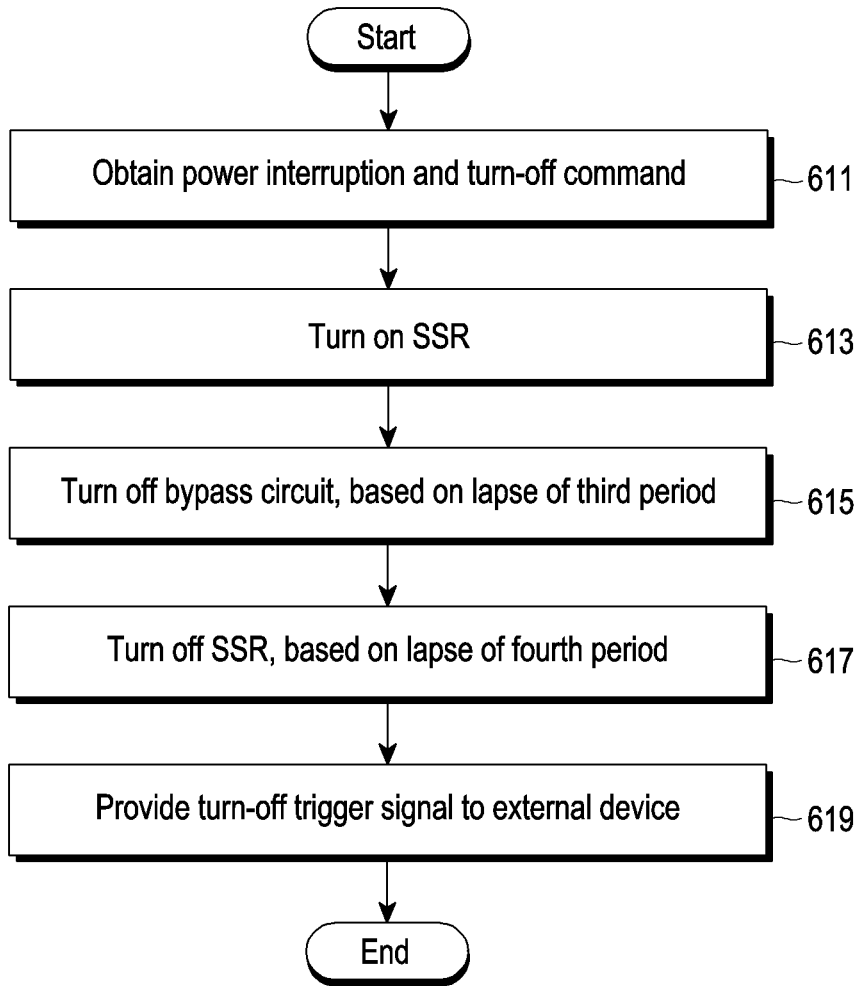 Start
Obtain power interruption and turn-off command
611
Turn on SSR
613
Turn off bypass circuit, based on lapse of third period
615
Turn off SSR, based on lapse of fourth period
617
Provide turn-off trigger signal to external device
619
End